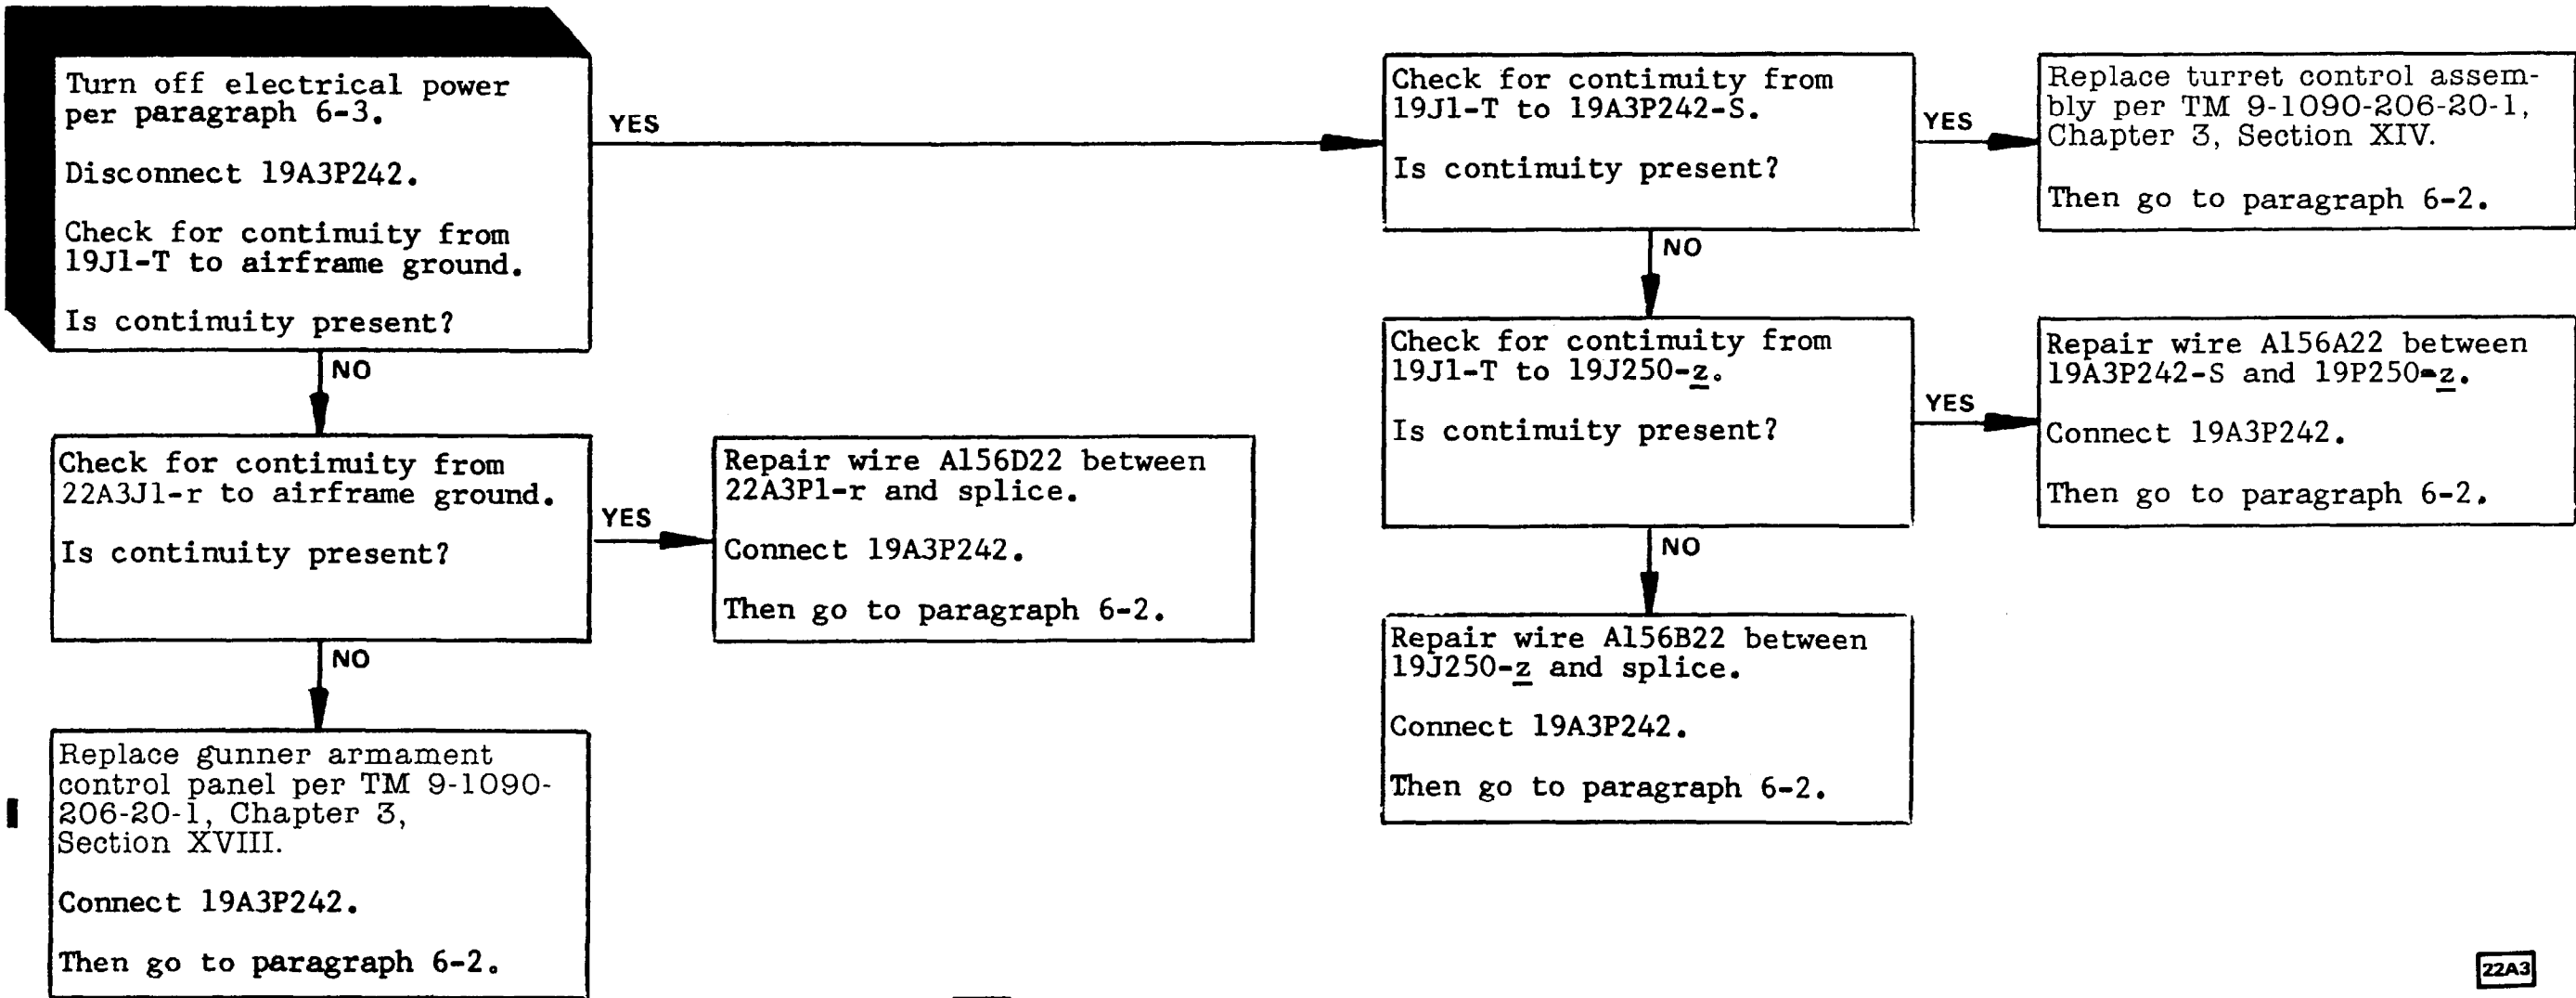 Turn off electrical power
per paragraph 6-3.
Disconnect 19A3P242.
Check for continuity from
19J1-T to airframe ground.
Is continuity present?
YES
NO
Check for continuity from
22A3J1-r to airframe ground.
Is continuity present?
YES
NO
Repair wire A156D22 between
22A3P1-r and splice.
Connect 19A3P242.
Then go to paragraph 6-2.
Replace gunner armament
control panel per TM 9-1090-
206-20-1, Chapter 3,
Section XVIII.
Connect 19A3P242.
Then go to paragraph 6-2.
Check for continuity from
19J1-T to 19A3P242-S.
Is continuity present?
YES
NO
Replace turret control assem-
bly per TM 9-1090-206-20-1,
Chapter 3, Section XIV.
Then go to paragraph 6-2.
Check for continuity from
19J1-T to 19J250-z.
Is continuity present?
YES
NO
Repair wire A156A22 between
19A3P242-S and 19P250-z.
Connect 19A3P242.
Then go to paragraph 6-2.
Repair wire A156B22 between
19J250-z and splice.
Connect 19A3P242.
Then go to paragraph 6-2.
22A3